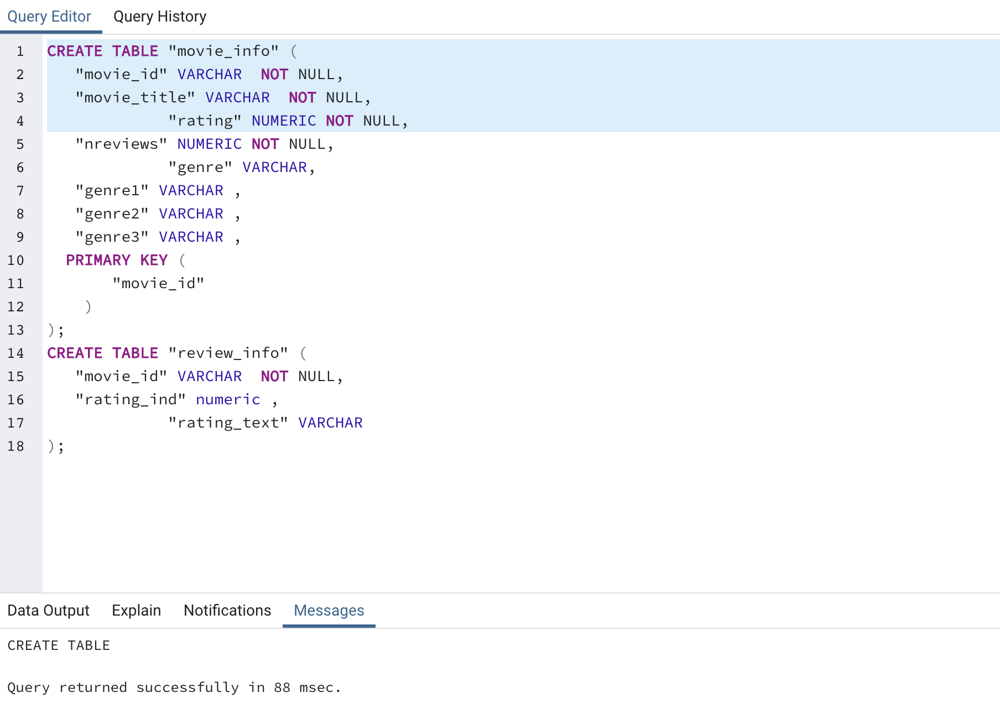 Query Editor Query History
1 CREATE TABLE "movie_info" (
2 "movie_id" VARCHAR  NOT NULL,
3 "movie_title" VARCHAR  NOT NULL,
4 "rating" NUMERIC NOT NULL,
5 "nreviews" NUMERIC NOT NULL,
6 "genre" VARCHAR,
7 "genre1" VARCHAR ,
8 "genre2" VARCHAR ,
9 "genre3" VARCHAR ,
10 PRIMARY KEY (
11 "movie_id"
12 )
13 );
14 CREATE TABLE "review_info" (
15 "movie_id" VARCHAR  NOT NULL,
16 "rating_ind" numeric ,
17 "rating_text" VARCHAR
18 );
Data Output Explain Notifications Messages
CREATE TABLE
Query returned successfully in 88 msec.